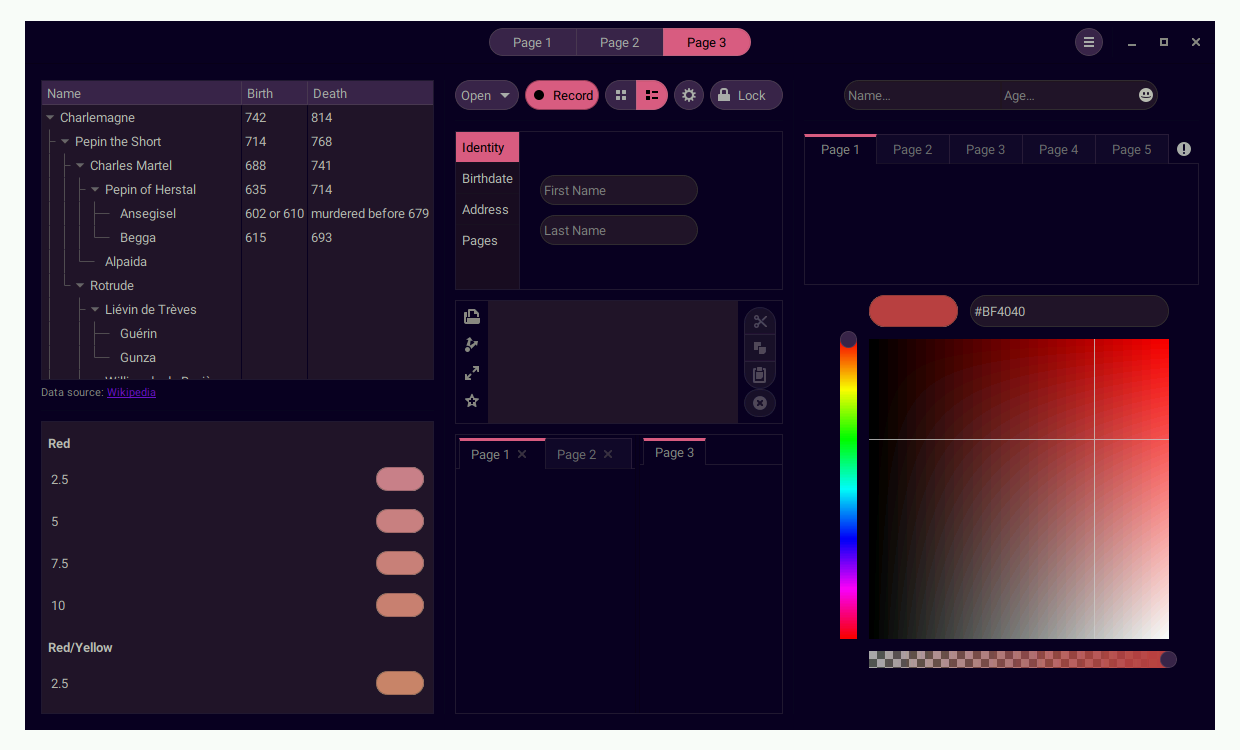 Page 1 Page 2 Page 3
Name Birth Death
Charlemagne 742 814
Pepin the Short 714 768
Charles Martel 688 741
Pepin of Herstal 635 714
Ansegisel 602 or 610 murdered before 679
Begga 615 693
Alpaida
Rotrude
Liévin de Trèves
Guérin
Gunza
Data source: Wikipedia
Red
2.5
5
7.5
10
Red/Yellow
2.5
Open Record Lock
Identity
Birthdate
Address
Pages
First Name
Last Name
Page 1 Page 2 Page 3
Name... Age...
Page 1 Page 2 Page 3 Page 4 Page 5
#BF4040